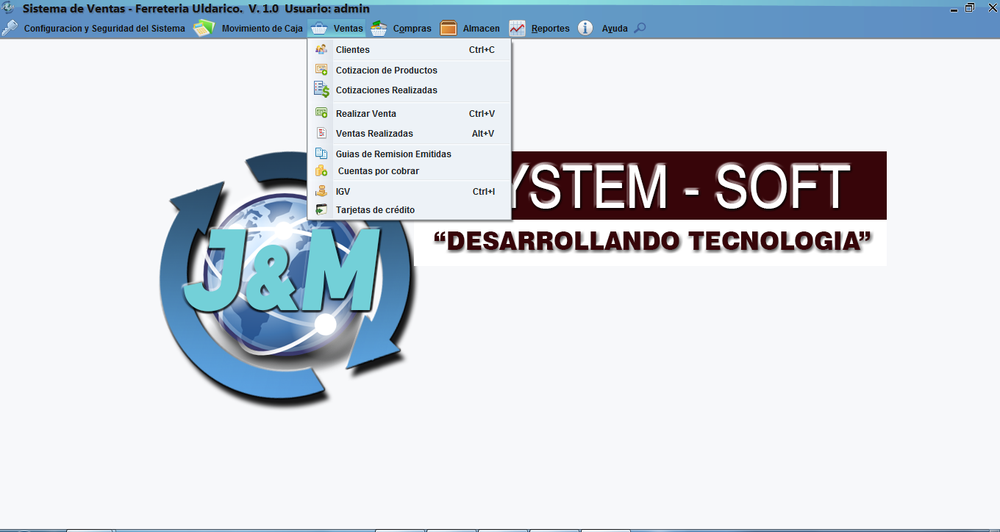 Sistema de Ventas - Ferreteria Uldarico. V. 1.0 Usuario: admin
Configuracion y Seguridad del Sistema Movimiento de Caja Ventas Compras Almacen Reportes Ayuda
Clientes Ctrl+C
Cotizacion de Productos
Cotizaciones Realizadas
Realizar Venta Ctrl+V
Ventas Realizadas Alt+V
Guias de Remision Emitidas
Cuentas por cobrar
IGV Ctrl+I
Tarjetas de crédito
YSTEM - SOFT
“DESARROLLANDO TECNOLOGIA”
J&M